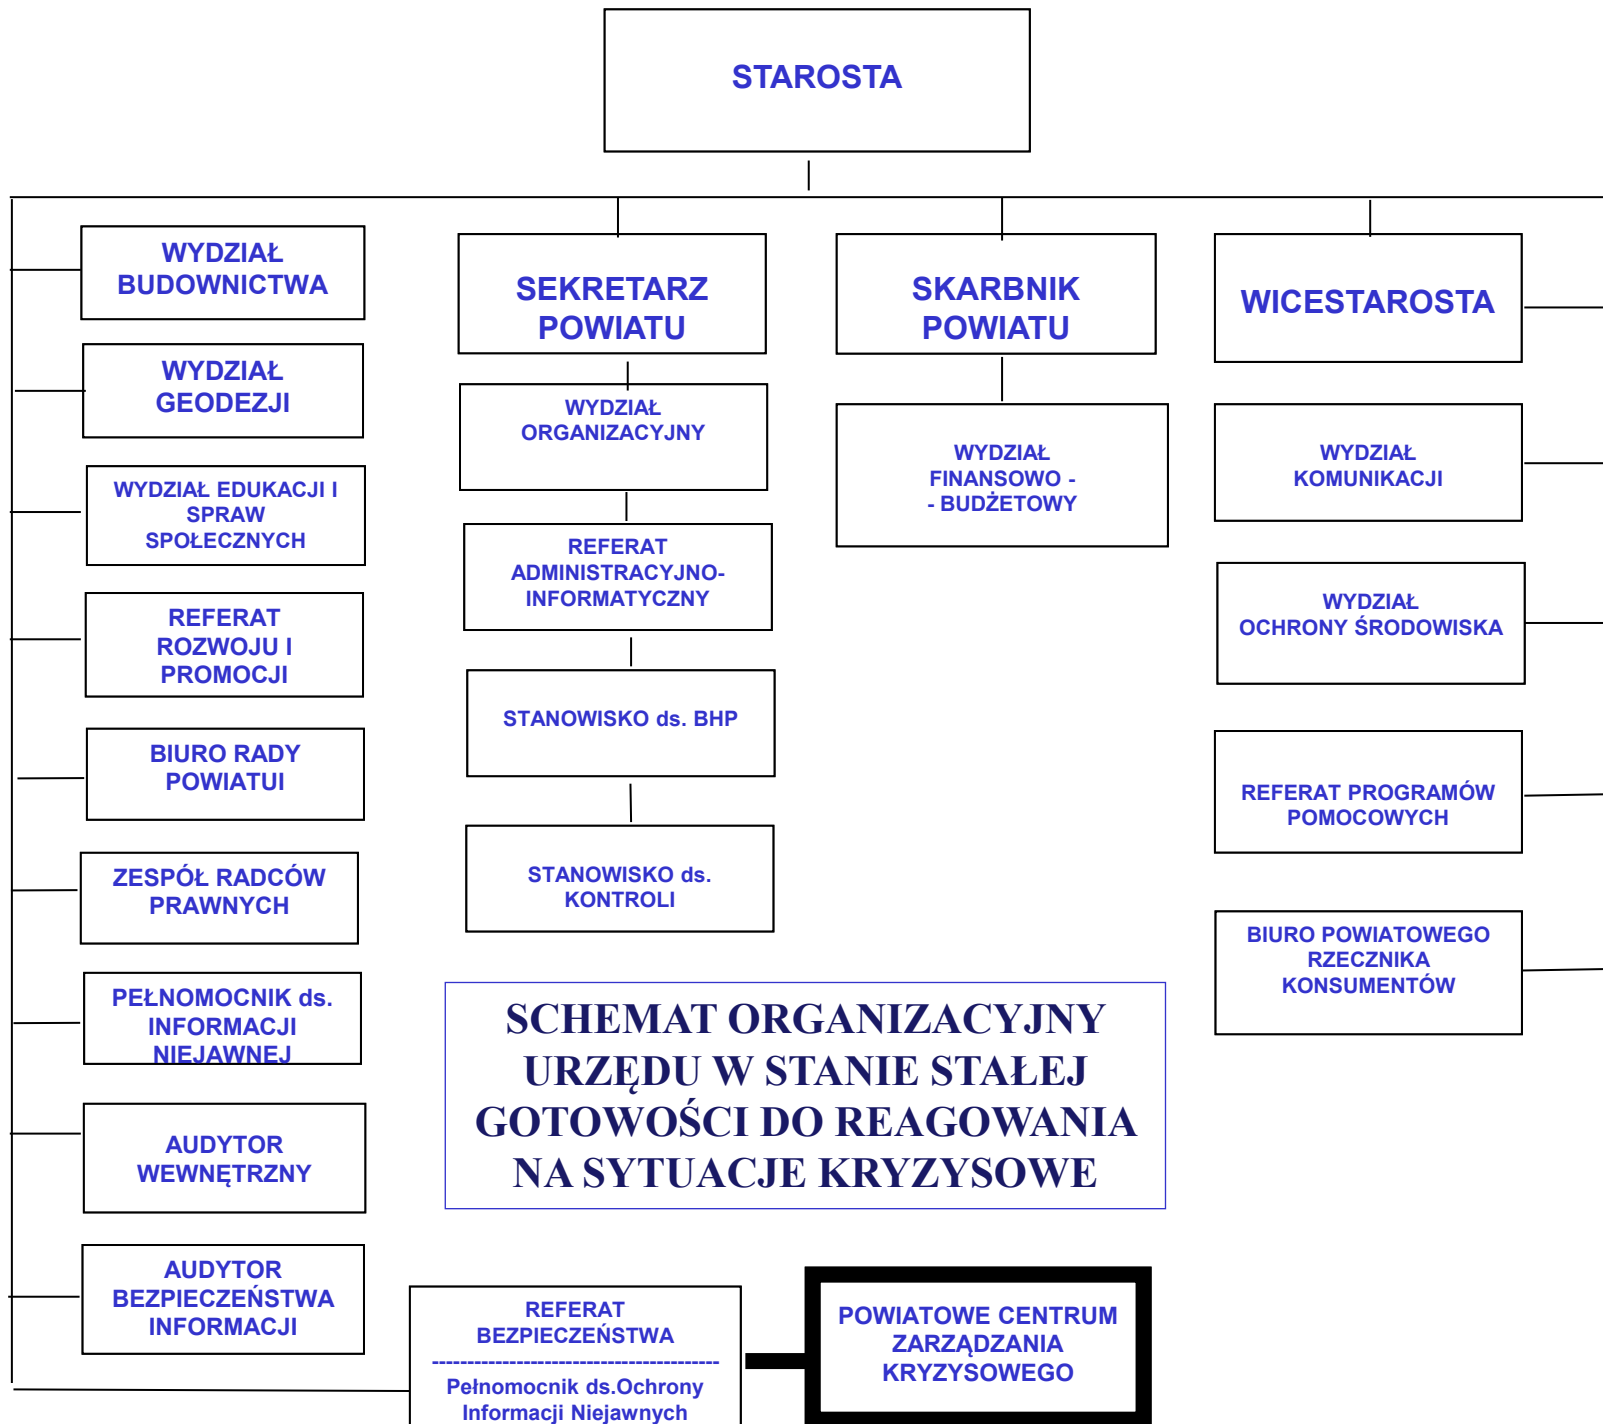 STAROSTA
WYDZIAŁ
BUDOWNICTWA
WYDZIAŁ
GEODEZJI
WYDZIAŁ EDUKACJI I
SPRAW
SPOŁECZNYCH
REFERAT
ROZWOJU I
PROMOCJI
BIURO RADY
POWIATUI
ZESPÓŁ RADCÓW
PRAWNYCH
PEŁNOMOCNIK ds.
INFORMACJI
NIEJAWNEJ
AUDYTOR
WEWNĘTRZNY
AUDYTOR
BEZPIECZEŃSTWA
INFORMACJI
SEKRETARZ
POWIATU
WYDZIAŁ
ORGANIZACYJNY
REFERAT
ADMINISTRACYJNO-
INFORMATYCZNY
STANOWISKO ds. BHP
STANOWISKO ds.
KONTROLI
SKARBNIK
POWIATU
WYDZIAŁ
FINANSOWO -
- BUDŻETOWY
WICESTAROSTA
WYDZIAŁ
KOMUNIKACJI
WYDZIAŁ
OCHRONY ŚRODOWISKA
REFERAT PROGRAMÓW
POMOCOWYCH
BIURO POWIATOWEGO
RZECZNIKA
KONSUMENTÓW
SCHEMAT ORGANIZACYJNY
URZĘDU W STANIE STAŁEJ
GOTOWOŚCI DO REAGOWANIA
NA SYTUACJE KRYZYSOWE
REFERAT
BEZPIECZEŃSTWA
-----------------------------------------
Pełnomocnik ds.Ochrony
Informacji Niejawnych
POWIATOWE CENTRUM
ZARZĄDZANIA
KRYZYSOWEGO